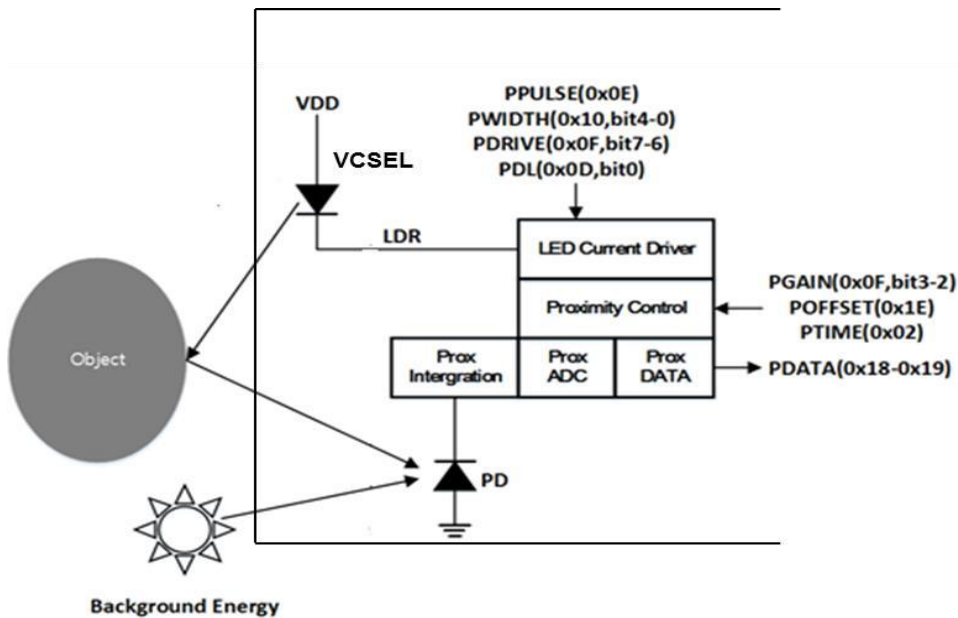 PPULSE(0x0E)
VDD
PWIDTH(0x10,bit4-0)
PDRIVE(0x0F,bit7-6)
VCSEL
PDL(0x0D,bit0)
LDR
LED Current Driver
PGAIN(0x0F,bit3-2)
Proximity Control
POFFSET(0x1E)
PTIME(0x02)
Object
Prox
Intergration
Prox
ADC
Prox
DATA
PDATA(0x18-0x19)
PD
Background Energy